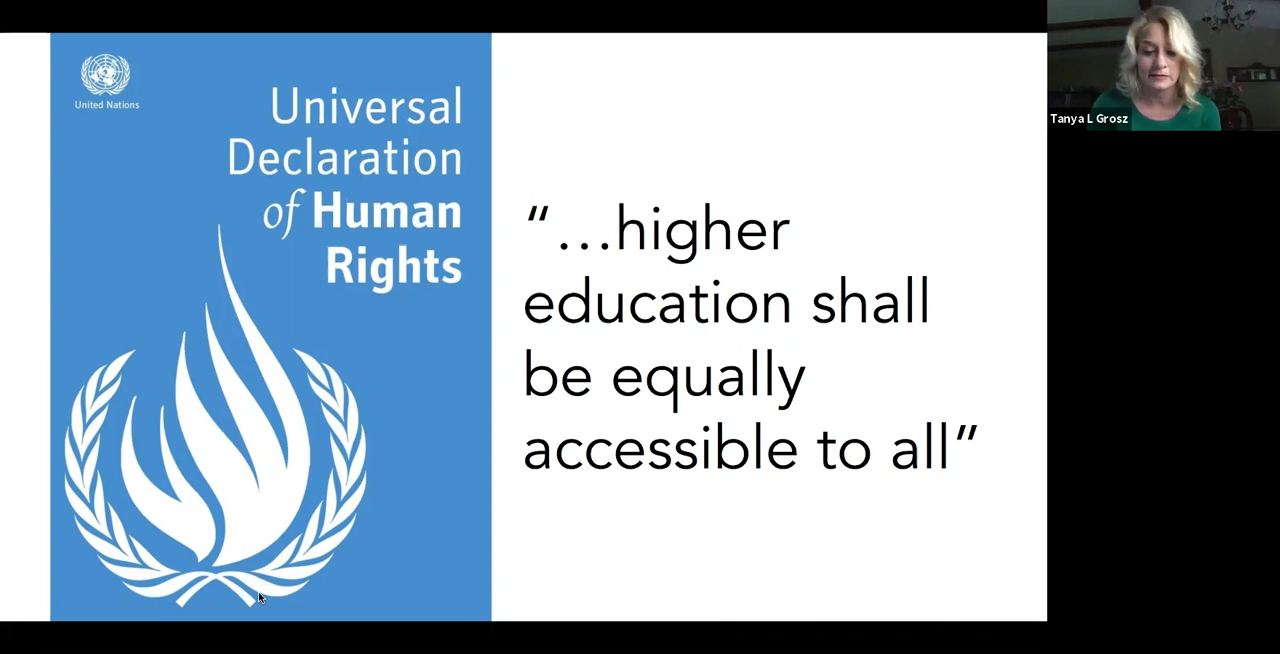 United Nations
Universal
Declaration
of Human
Rights
“…higher
education shall
be equally
accessible to all”
Tanya L Grosz